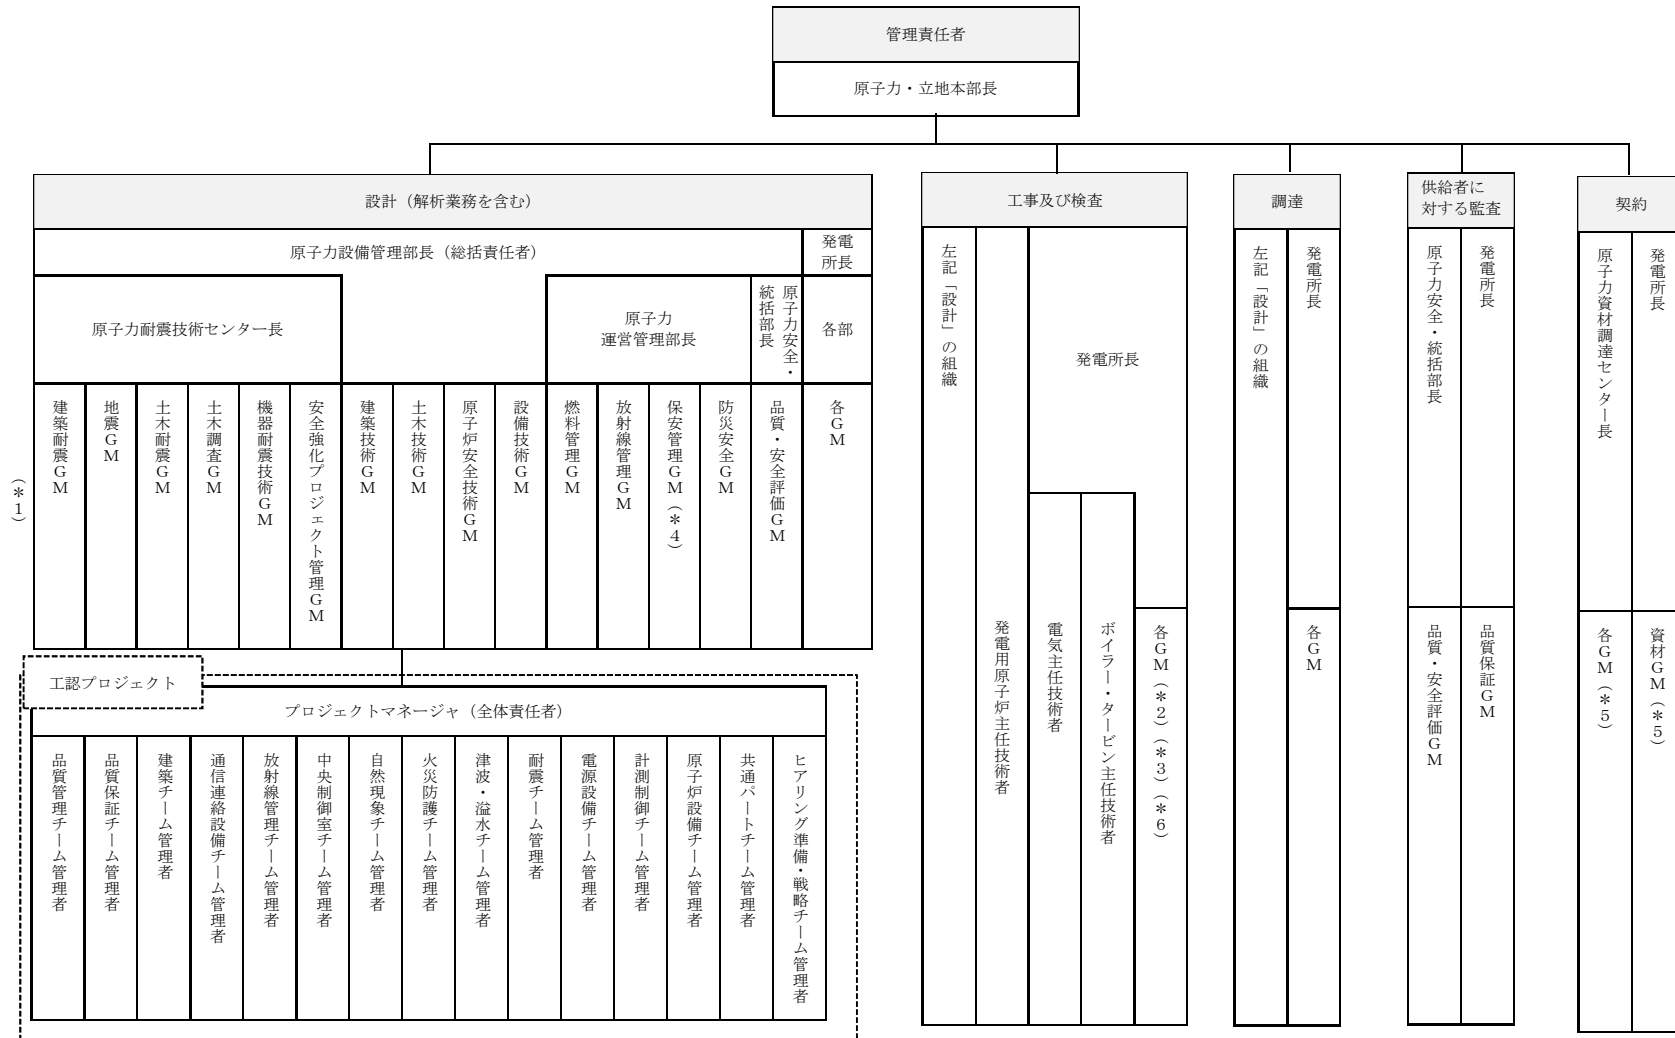 管理責任者
原子力・立地本部長
設計（解析業務を含む）
原子力設備管理部長（総括責任者）
発電
所長
原子力耐震技術センター長
原子力
運営管理部長
原子力安全・
統括部長
各部
（＊1）
建築耐震GM
地震GM
土木耐震GM
土木調査GM
機器耐震技術GM
安全強化プロジェクト管理GM
建築技術GM
土木技術GM
原子炉安全技術GM
設備技術GM
燃料管理GM
放射線管理GM
保安管理GM（＊4）
防災安全GM
品質・安全評価GM
各GM
工認プロジェクト
プロジェクトマネージャ（全体責任者）
品質管理チーム管理者
品質保証チーム管理者
建築チーム管理者
通信連絡設備チーム管理者
放射線管理チーム管理者
中央制御室チーム管理者
自然現象チーム管理者
火災防護チーム管理者
津波・溢水チーム管理者
耐震チーム管理者
電源設備チーム管理者
計測制御チーム管理者
原子炉設備チーム管理者
共通パートチーム管理者
ヒアリング準備・戦略チーム管理者
工事及び検査
左記「設計」の組織
発電用原子炉主任技術者
発電所長
電気主任技術者
ボイラー・タービン主任技術者
各GM（＊2）（＊3）（＊6）
調達
左記「設計」の組織
発電所長
各GM
供給者に
対する監査
原子力安全・統括部長
発電所長
品質・安全評価GM
品質保証GM
契約
原子力資材調達センター長
発電所長
各GM（＊5）
資材GM（＊5）